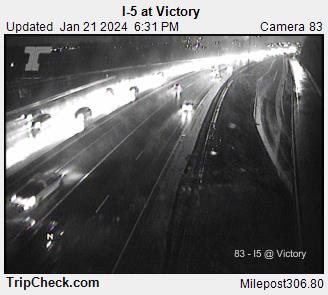 I-5 at Victory
Updated Jan 21 2024 6:31 PM Camera 83
T
N
83 - I5 @ Victory
TripCheck.com Milepost306.80